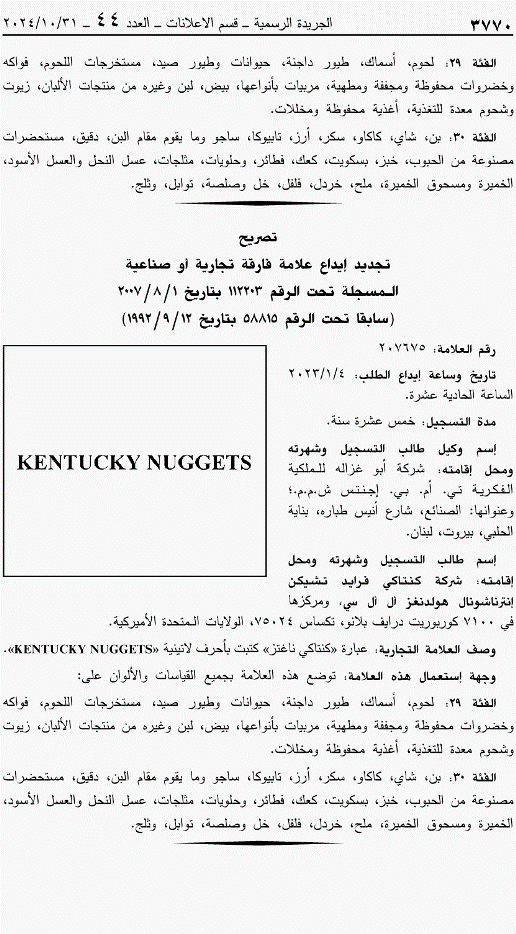 ٣٧٧٠ الجريدة الرسمية ــ قسم الاعلانات ــ العدد ٤٤ ــ ٢٠٢٤/١٠/٣١
الفئة ٢٩: لحوم، أسماك، طيور داجنة، حيوانات وطيور صيد، مستخرجات اللحوم، فواكه
وخضروات محفوظة ومجففة ومطهية، مربيات بأنواعها، بيض، لبن وغيره من منتجات الألبان، زيوت
وشحوم معدة للتغذية، أغذية محفوظة ومخللات.
الفئة ٣٠: بن، شاي، كاكاو، سكر، أرز، تابيوكا، ساجو وما يقوم مقام البن، دقيق، مستحضرات
مصنوعة من الحبوب، خبز، بسكويت، كعك، فطائر، وحلويات، مثلجات، عسل النحل والعسل الأسود،
الخميرة ومسحوق الخميرة، ملح، خردل، فلفل، خل وصلصة، توابل، وثلج.
تصريح
تجديد إيداع علامة فارقة تجارية أو صناعية
المسجلة تحت الرقم ١١٢٢٠٣ بتاريخ ٢٠٠٧/٨/١
(سابقا تحت الرقم ٥٨٨١٥ بتاريخ ١٩٩٢/٩/١٢)
رقم العلامة: ٢٠٧٦٧٥
تاريخ وساعة إيداع الطلب: ٢٠٢٣/١/٤
الساعة الحادية عشرة.
مدة التسجيل: خمس عشرة سنة.
إسم وكيل طالب التسجيل وشهرته
ومحل إقامته: شركة أبو غزاله للملكية
الفكرية تي. أم. بي. إجنتس ش.م.م.؛
وعنوانها: الصنائع، شارع أنيس طباره، بناية
الحلبي، بيروت، لبنان.
KENTUCKY NUGGETS
إسم طالب التسجيل وشهرته ومحل
إقامته: شركة كنتاكي فرايد تشيكن
إنترناشونال هولدنغز أل أل سي، ومركزها
في ٧١٠٠ كوربوريت درايف بلانو، تكساس ٧٥٠٢٤، الولايات المتحدة الأميركية.
وصف العلامة التجارية: عبارة «كنتاكي ناغتز» كتبت بأحرف لاتينية «KENTUCKY NUGGETS».
وجهة إستعمال هذه العلامة: توضع هذه العلامة بجميع القياسات والألوان على:
الفئة ٢٩: لحوم، أسماك، طيور داجنة، حيوانات وطيور صيد، مستخرجات اللحوم، فواكه
وخضروات محفوظة ومجففة ومطهية، مربيات بأنواعها، بيض، لبن وغيره من منتجات الألبان، زيوت
وشحوم معدة للتغذية، أغذية محفوظة ومخللات.
الفئة ٣٠: بن، شاي، كاكاو، سكر، أرز، تابيوكا، ساجو وما يقوم مقام البن، دقيق، مستحضرات
مصنوعة من الحبوب، خبز، بسكويت، كعك، فطائر، وحلويات، مثلجات، عسل النحل والعسل الأسود،
الخميرة ومسحوق الخميرة، ملح، خردل، فلفل، خل وصلصة، توابل، وثلج.